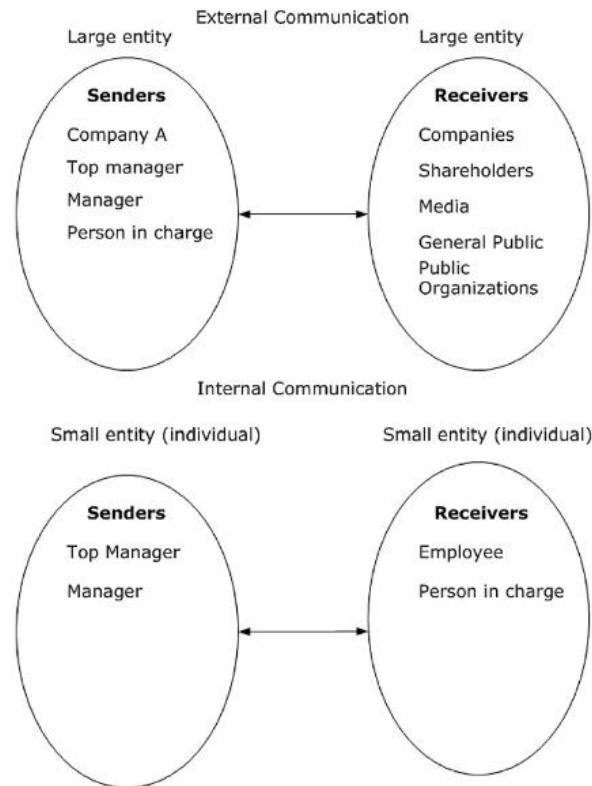 External Communication
Large entity
Large entity
Senders
Company A
Top manager
Manager
Person in charge
Receivers
Companies
Shareholders
Media
General Public
Public
Organizations
Internal Communication
Small entity (individual)
Small entity (individual)
Senders
Top Manager
Manager
Receivers
Employee
Person in charge